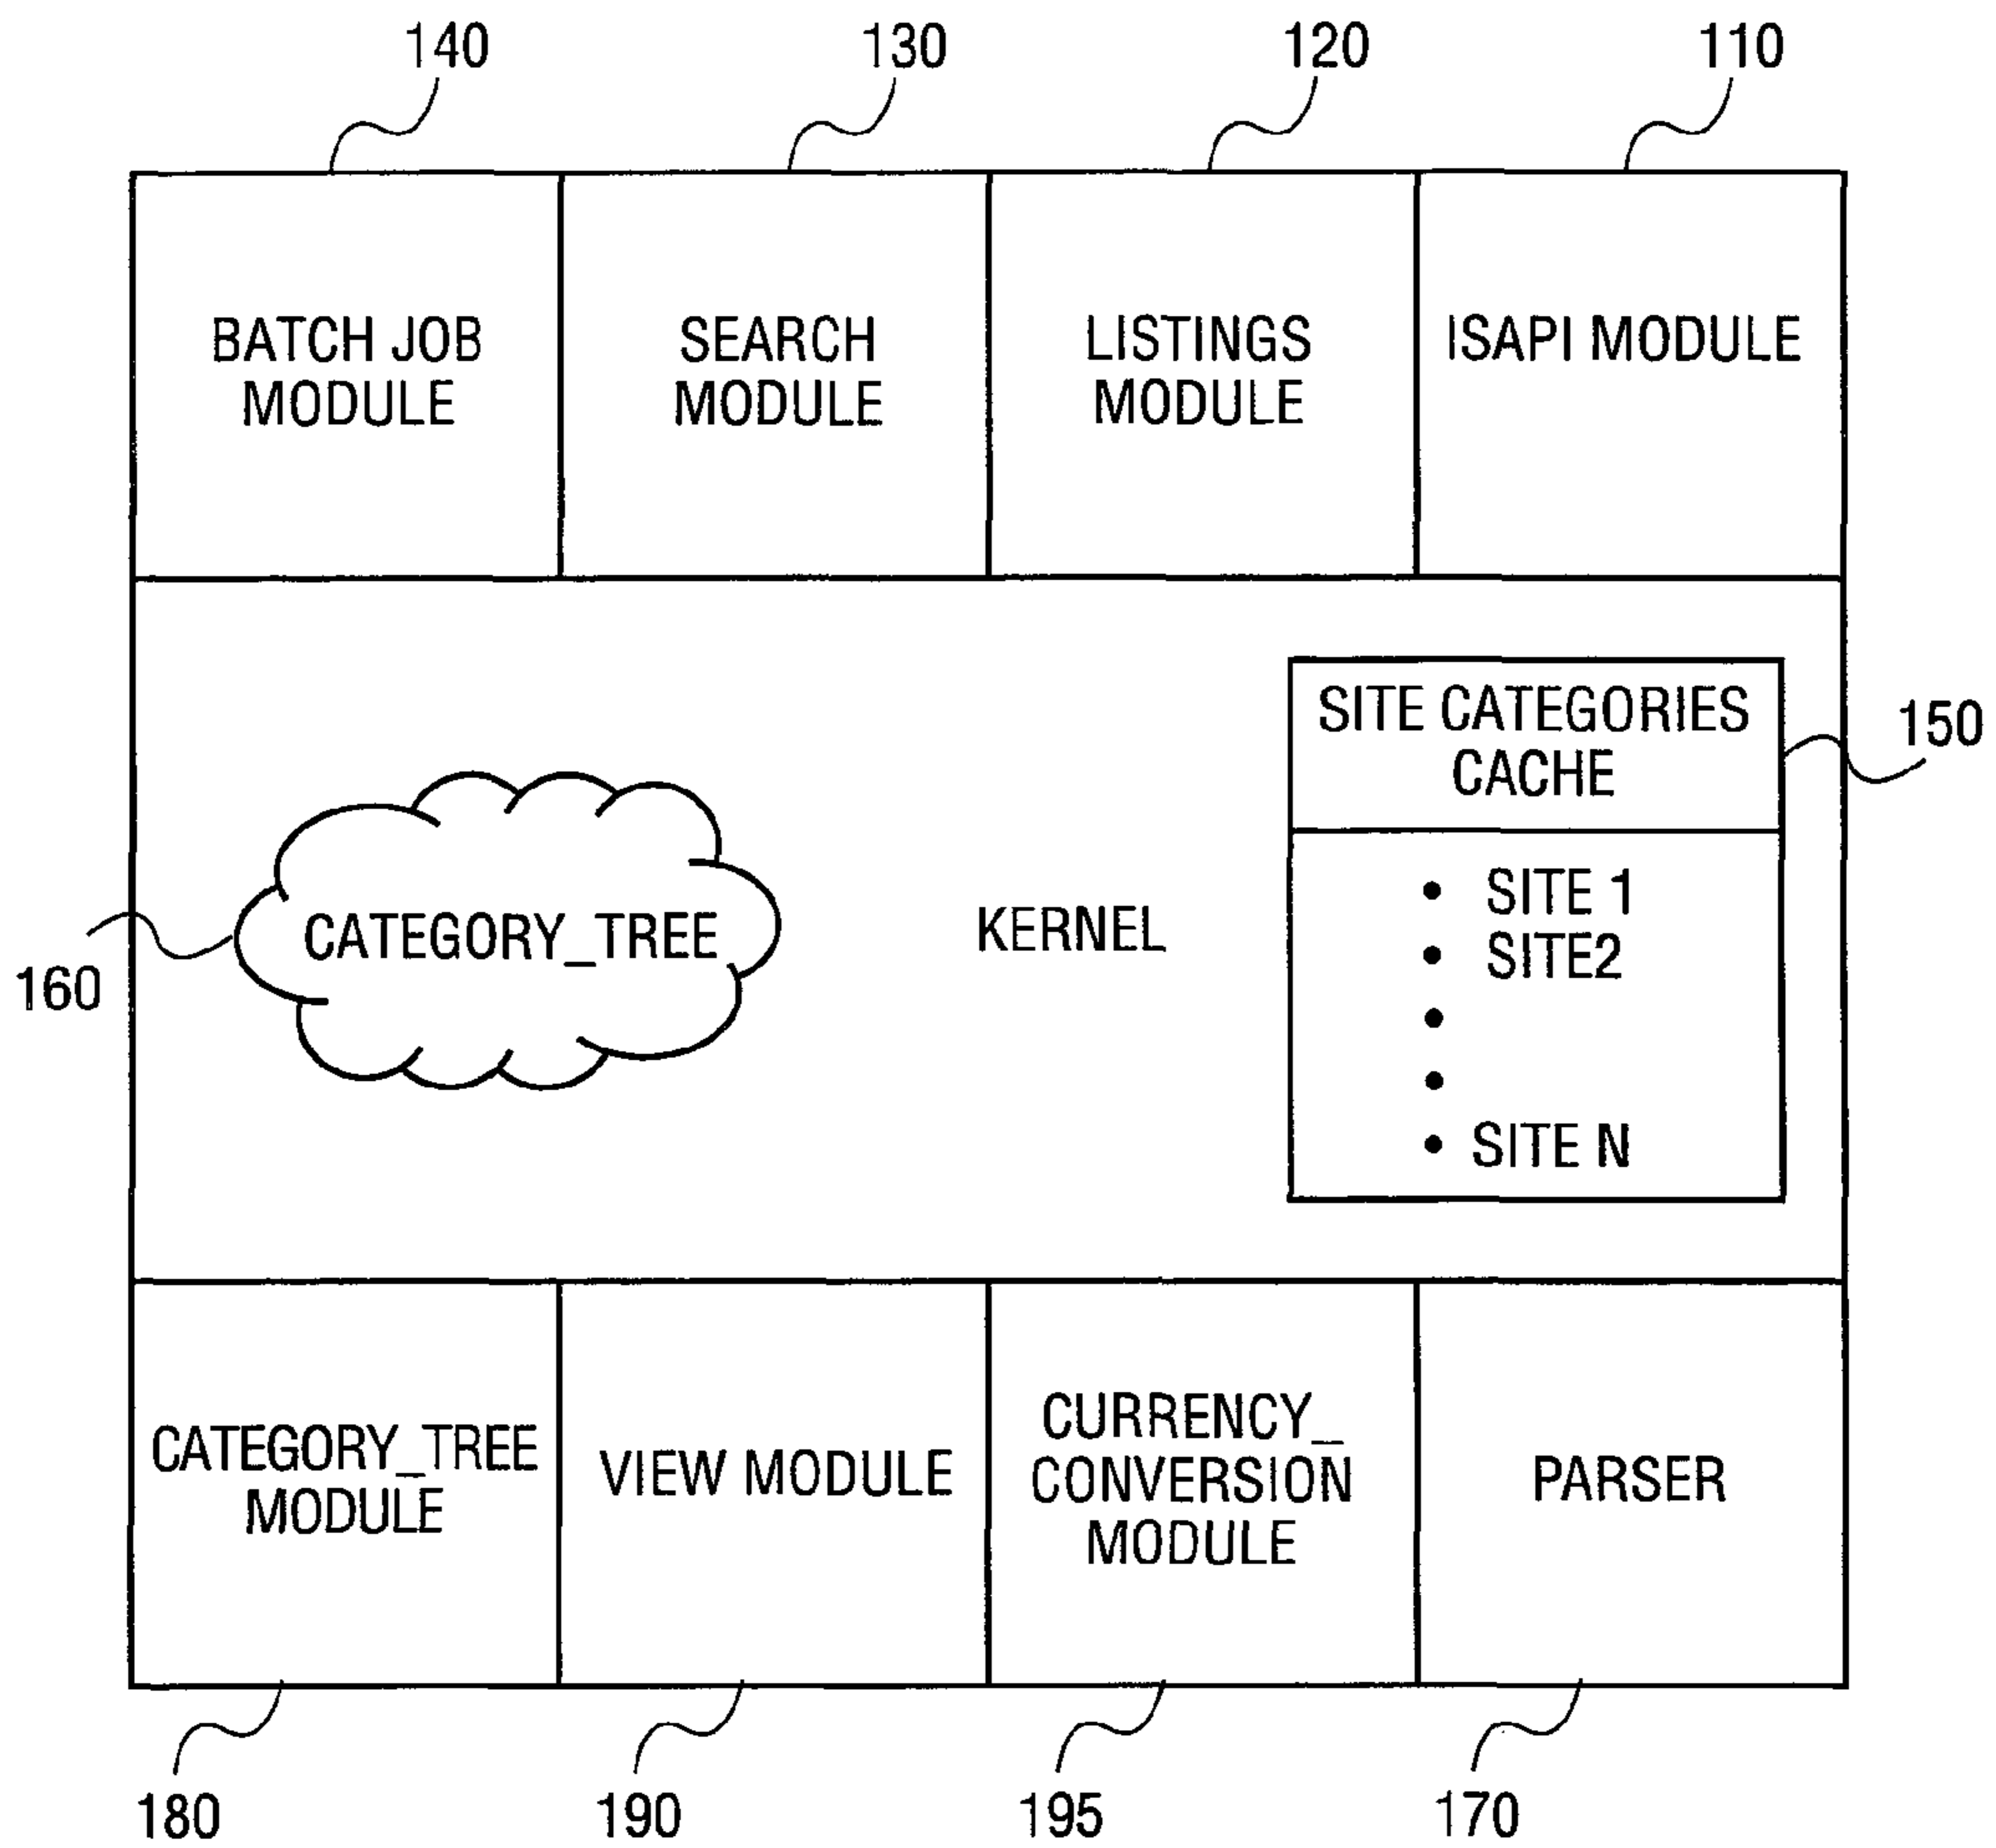 140 130 120 110
BATCH JOB
MODULE
SEARCH
MODULE
LISTINGS
MODULE
ISAPI MODULE
SITE CATEGORIES
CACHE
150
• SITE 1
• SITE2
•
•
• SITE N
CATEGORY_TREE
KERNEL
160
CATEGORY_TREE
MODULE
VIEW MODULE
CURRENCY_
CONVERSION
MODULE
PARSER
180 190 195 170